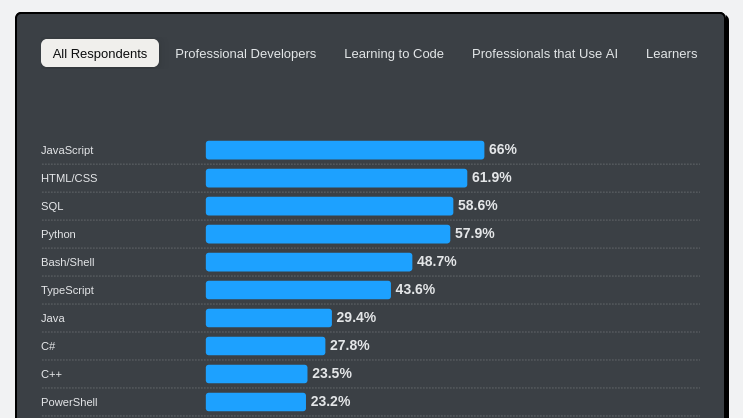 All Respondents Professional Developers Learning to Code Professionals that Use AI Learners
JavaScript 66%
HTML/CSS 61.9%
SQL 58.6%
Python 57.9%
Bash/Shell 48.7%
TypeScript 43.6%
Java 29.4%
C# 27.8%
C++ 23.5%
PowerShell 23.2%